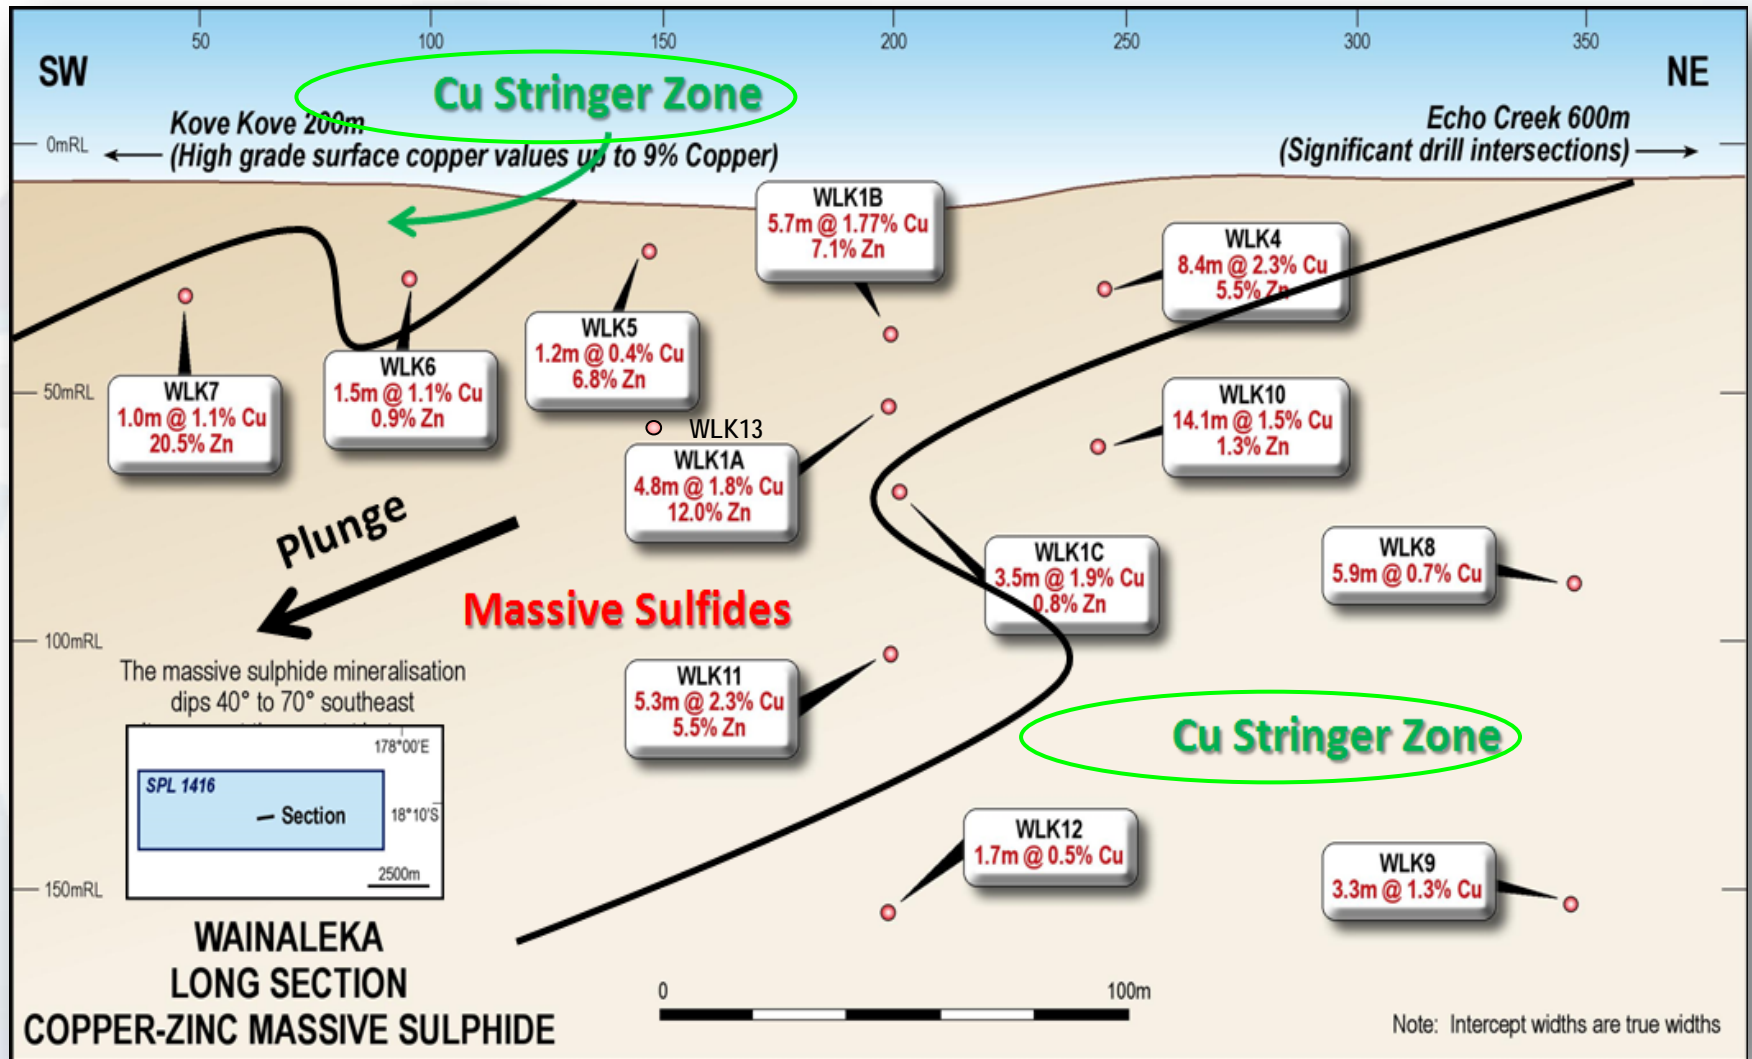 50
100
150
200
250
300
350
SW
NE
Cu Stringer Zone
Kove Kove 200m
(High grade surface copper values up to 9% Copper)
Echo Creek 600m
(Significant drill intersections)
0mRL
50mRL
100mRL
150mRL
WLK1B
5.7m @ 1.77% Cu
7.1% Zn
WLK4
8.4m @ 2.3% Cu
5.5% Zn
WLK5
1.2m @ 0.4% Cu
6.8% Zn
WLK6
1.5m @ 1.1% Cu
0.9% Zn
WLK7
1.0m @ 1.1% Cu
20.5% Zn
WLK10
14.1m @ 1.5% Cu
1.3% Zn
WLK13
WLK1A
4.8m @ 1.8% Cu
12.0% Zn
Plunge
WLK1C
3.5m @ 1.9% Cu
0.8% Zn
WLK8
5.9m @ 0.7% Cu
Massive Sulfides
The massive sulphide mineralisation
dips 40° to 70° southeast
WLK11
5.3m @ 2.3% Cu
5.5% Zn
Cu Stringer Zone
178°00'E
SPL 1416
Section
18°10'S
2500m
WLK12
1.7m @ 0.5% Cu
WLK9
3.3m @ 1.3% Cu
WAINALEKA
LONG SECTION
COPPER-ZINC MASSIVE SULPHIDE
0
100m
Note: Intercept widths are true widths